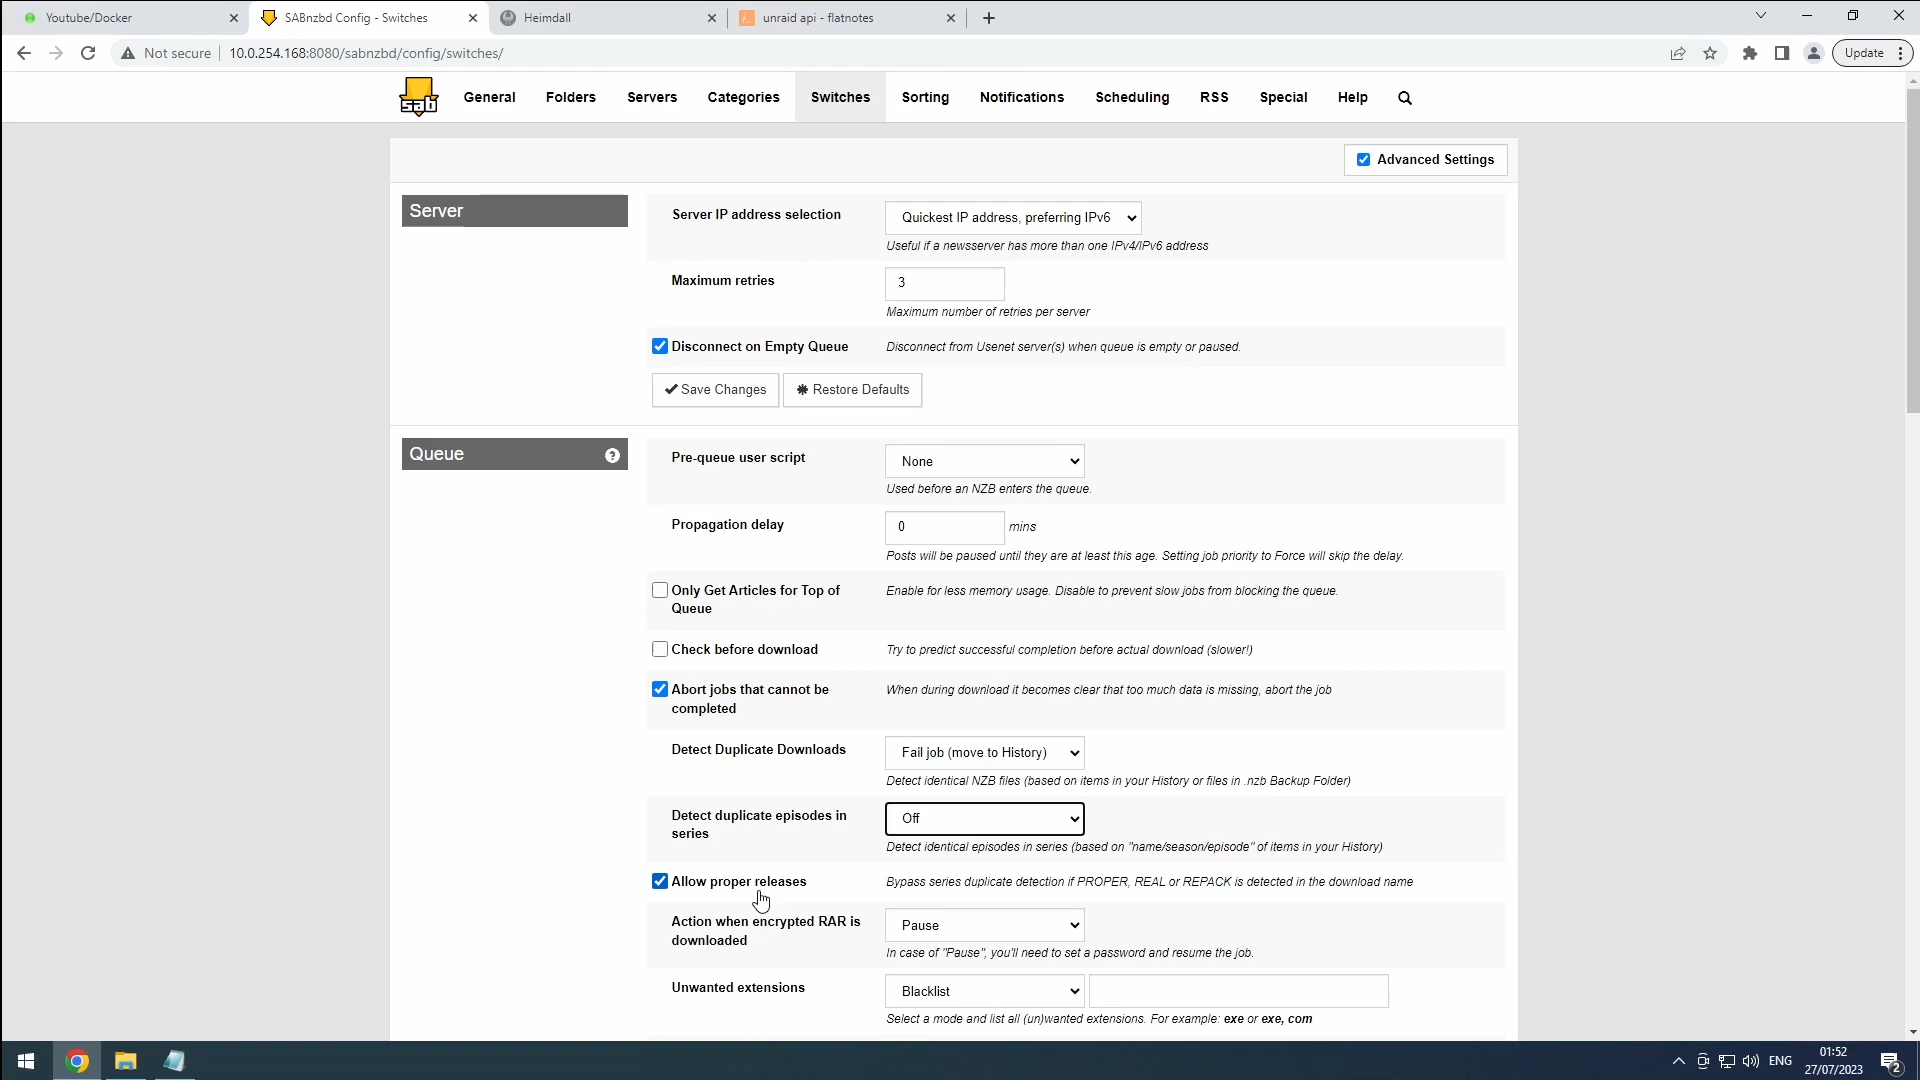 Youtube/Docker
SABnzbd Config - Switches
Heimdall
unraid api - flatnotes
Not secure
10.0.254.168:8080/sabnzbd/config/switches/
Update
sab
General
Folders
Servers
Categories
Switches
Sorting
Notifications
Scheduling
RSS
Special
Help
Advanced Settings
Server
Server IP address selection
Quickest IP address, preferring IPv6
Useful if a newsserver has more than one IPv4/IPv6 address
Maximum retries
3
Maximum number of retries per server
Disconnect on Empty Queue
Disconnect from Usenet server(s) when queue is empty or paused.
Save Changes
Restore Defaults
Queue
?
Pre-queue user script
None
Used before an NZB enters the queue.
Propagation delay
0
mins
Posts will be paused until they are at least this age. Setting job priority to Force will skip the delay.
Only Get Articles for Top of
Queue
Enable for less memory usage. Disable to prevent slow jobs from blocking the queue.
Check before download
Try to predict successful completion before actual download (slower!)
Abort jobs that cannot be
completed
When during download it becomes clear that too much data is missing, abort the job
Detect Duplicate Downloads
Fail job (move to History)
Detect identical NZB files (based on items in your History or files in .nzb Backup Folder)
Detect duplicate episodes in
series
Off
Detect identical episodes in series (based on "name/season/episode" of items in your History)
Allow proper releases
Bypass series duplicate detection if PROPER, REAL or REPACK is detected in the download name
Action when encrypted RAR is
downloaded
Pause
In case of "Pause", you'll need to set a password and resume the job.
Unwanted extensions
Blacklist
Select a mode and list all (un)wanted extensions. For example: exe or exe, com
ENG
01:52
27/07/2023
2